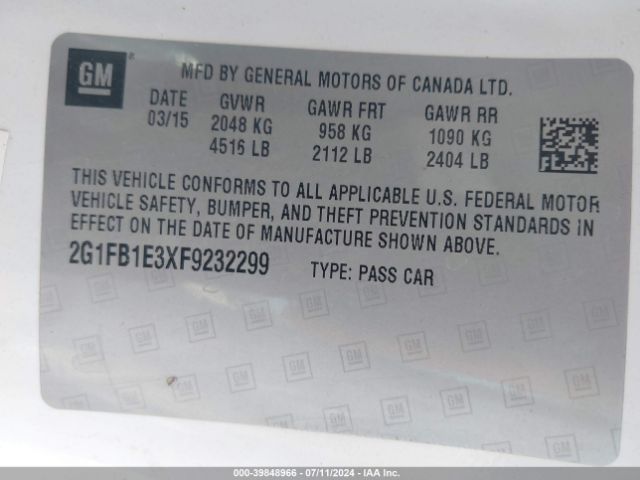 GM
MFD BY GENERAL MOTORS OF CANADA LTD.
DATE GVWR GAWR FRT GAWR RR
03/15 2048 KG 958 KG 1090 KG
4516 LB 2112 LB 2404 LB
THIS VEHICLE CONFORMS TO ALL APPLICABLE U.S. FEDERAL MOTOR
VEHICLE SAFETY, BUMPER, AND THEFT PREVENTION STANDARDS IN
EFFECT ON THE DATE OF MANUFACTURE SHOWN ABOVE.
2G1FB1E3XF9232299 TYPE: PASS CAR
000-39848966 - 07/11/2024 - IAA Inc.